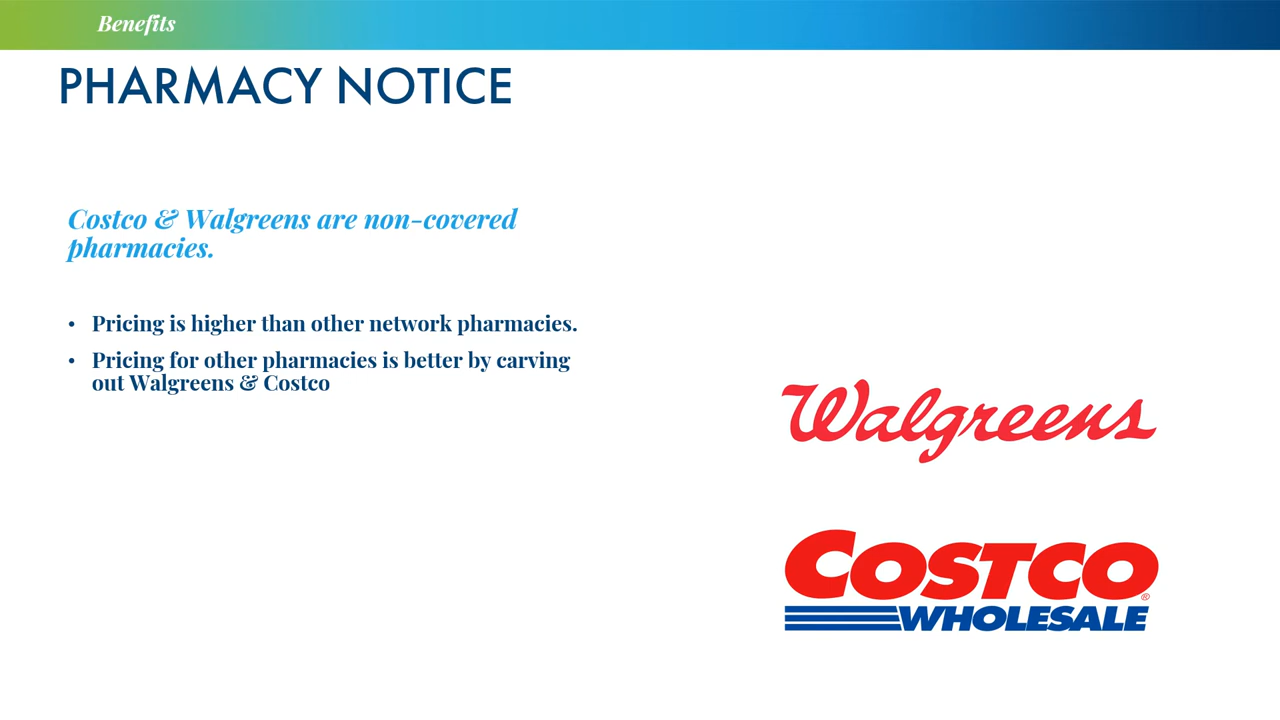 Benefits
PHARMACY NOTICE
Costco & Walgreens are non-covered
pharmacies.
• Pricing is higher than other network pharmacies.
• Pricing for other pharmacies is better by carving
out Walgreens & Costco
Walgreens
COSTCO
®
WHOLESALE